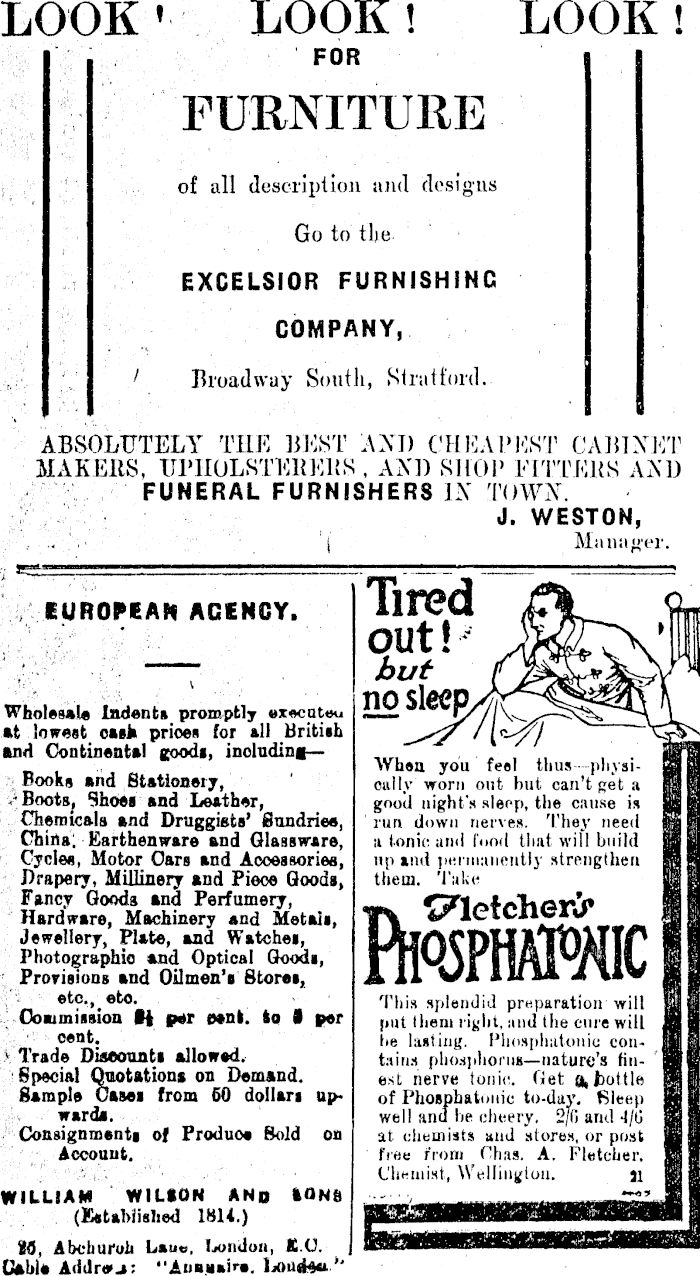 LOOK! LOOK! LOOK!
FOR
FURNITURE
of all description and designs
Go to the
EXCELSIOR FURNISHING
COMPANY,
Broadway South, Stratford.
ABSOLUTELY THE BEST AND CHEAPEST CABINET
MAKERS, UPHOLSTERERS, AND SHOP FITTERS AND
FUNERAL FURNISHERS IN TOWN.
J. WESTON,
Manager.
EUROPEAN AGENCY.
Wholesale Indents promptly executed
at lowest cash prices for all British
and Continental goods, including—
Books and Stationery,
Boots, Shoes and Leather,
Chemicals and Druggists' Sundries,
China, Earthenware and Glassware,
Cycles, Motor Cars and Accessories,
Drapery, Millinery and Piece Goods,
Fancy Goods and Perfumery,
Hardware, Machinery and Metals,
Jewellery, Plate, and Watches,
Photographic and Optical Goods,
Provisions and Oilmen's Stores,
etc., etc.
Commission 2½ per cent. to 5 per
cent.
Trade Discounts allowed.
Special Quotations on Demand.
Sample Cases from 50 dollars up-
wards.
Consignments of Produce Sold on
Account.
WILLIAM WILSON AND SONS
(Established 1814.)
25, Abchurch Lane, London, E.C.
Cable Address: "Annuaire, London."
Tired
out!
but
no sleep
When you feel thus—physi-
cally worn out but can't get a
good night's sleep, the cause is
run down nerves. They need
a tonic and food that will build
up and permanently strengthen
them. Take
Fletcher's
PHOSPHATONIC
This splendid preparation will
put them right, and the cure will
be lasting. Phosphatonic con-
tains phosphorus—nature's fin-
est nerve tonic. Get a bottle
of Phosphatonic to-day. Sleep
well and be cheery. 2/6 and 4/6
at chemists and stores, or post
free from Chas. A. Fletcher,
Chemist, Wellington. 21